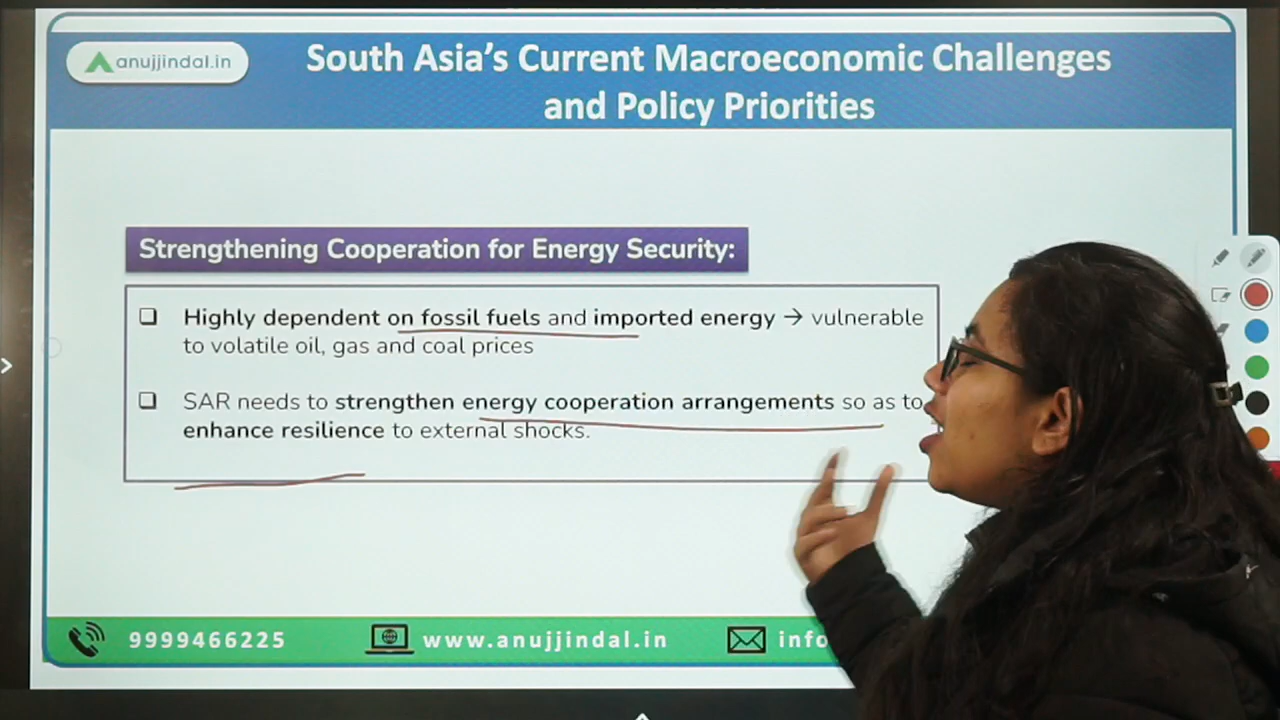 anujjindal.in
South Asia's Current Macroeconomic Challenges
and Policy Priorities
Strengthening Cooperation for Energy Security:
❑ Highly dependent on fossil fuels and imported energy → vulnerable
to volatile oil, gas and coal prices
❑ SAR needs to strengthen energy cooperation arrangements so as to
enhance resilience to external shocks.
9999466225
www.anujjindal.in
info